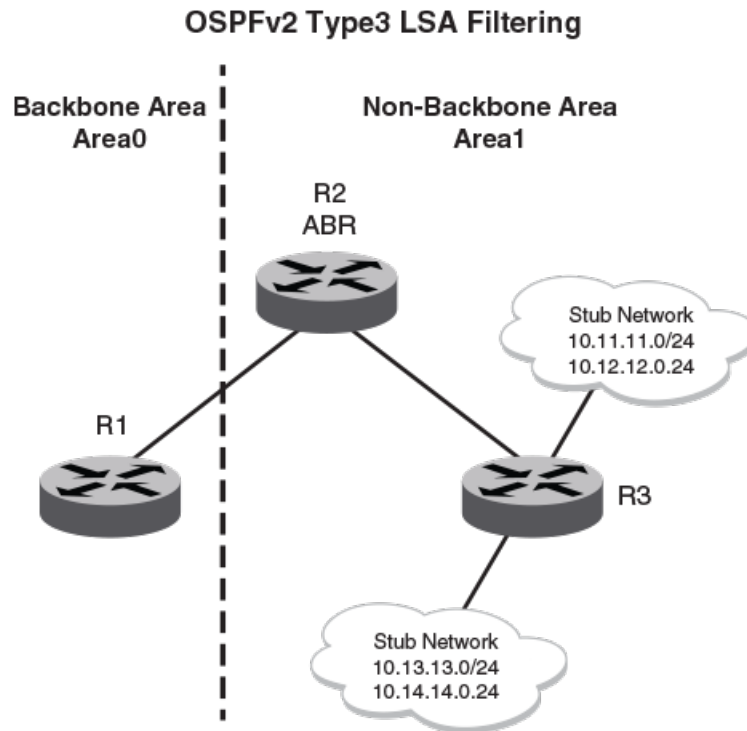 OSPFv2 Type3 LSA Filtering
Backbone Area
Area0
Non-Backbone Area
Area1
R2
ABR
Stub Network
10.11.11.0/24
10.12.12.0.24
R1
R3
Stub Network
10.13.13.0/24
10.14.14.0.24